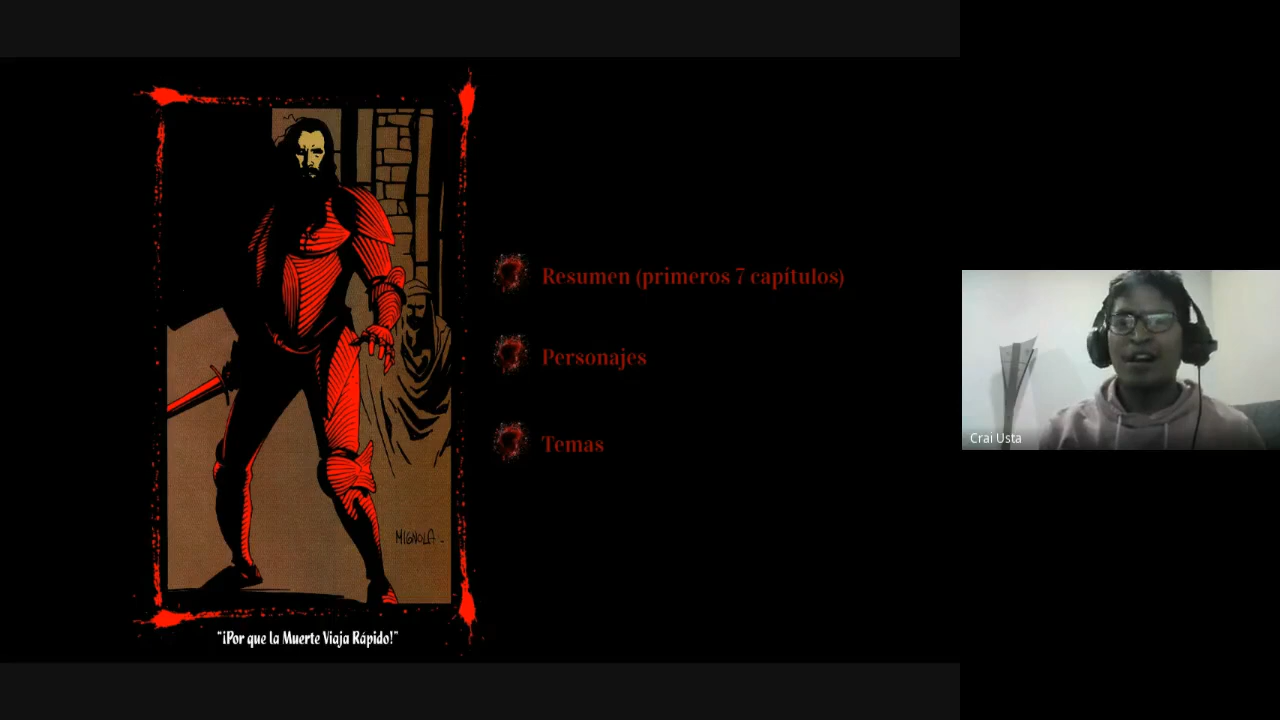 Resumen (primeros 7 capítulos)
Personajes
Temas
MIGNOLA.
"¡Por que la Muerte Viaja Rápido!"
Crai Usta